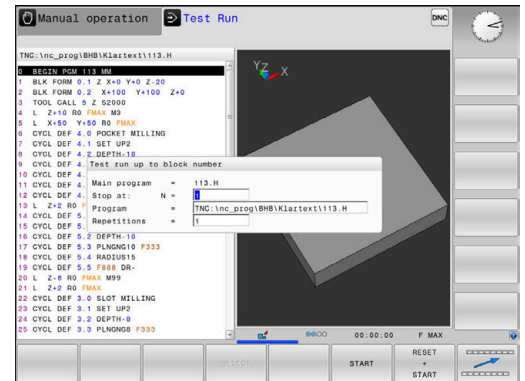 Manual operation
Test Run
DNC
TNC:\nc_prog\BHB\Klartext\113.H
0 BEGIN PGM 113 MM
1 BLK FORM 0.1 Z X+0 Y+0 Z-20
2 BLK FORM 0.2 X+100 Y+100 Z+0
3 TOOL CALL 5 Z S2000
4 L Z+10 R0 FMAX M3
5 L X+50 Y+50 R0 FMAX
6 CYCL DEF 4.0 POCKET MILLING
7 CYCL DEF 4.1 SET UP2
8 CYCL DEF 4.2 DEPTH-10
9 CYCL DEF 4.
10 CYCL DEF 4.
11 CYCL DEF 4.
12 CYCL DEF 4.
13 L Z+2 R0 F
14 CYCL DEF 5.
15 CYCL DEF 5.
16 CYCL DEF 5.2 DEPTH-10
17 CYCL DEF 5.3 PLNGNG10 F333
18 CYCL DEF 5.4 RADIUS15
19 CYCL DEF 5.5 F888 DR-
20 L Z-8 R0 FMAX M99
21 L Z+2 R0 FMAX
22 CYCL DEF 3.0 SLOT MILLING
23 CYCL DEF 3.1 SET UP2
24 CYCL DEF 3.2 DEPTH-8
25 CYCL DEF 3.3 PLNGNG8 F333
Test run up to block number
Main program = 113.H
Stop at: N = 1
Program = TNC:\nc_prog\BHB\Klartext\113.H
Repetitions = 1
Y Z X
00:00:00 F MAX
SELECT
START
RESET
+
START